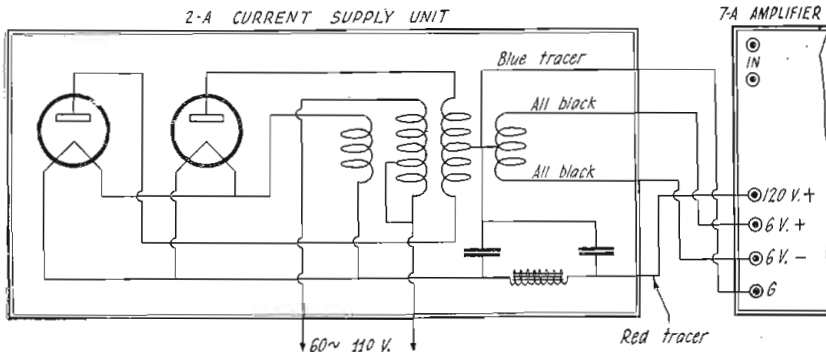 2-A CURRENT SUPPLY UNIT
7-A AMPLIFIER
IN
Blue tracer
All black
All black
120 V. +
6 V. +
6 V. -
G
Red tracer
60~ 110 V.